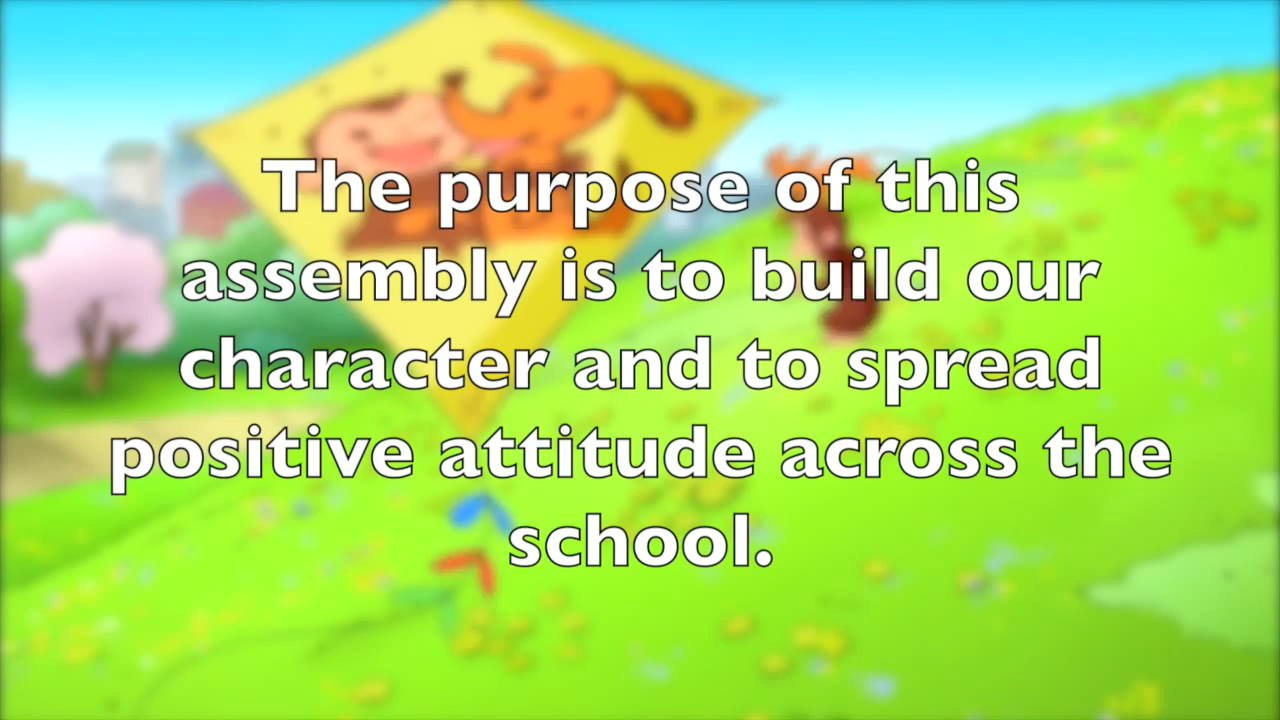 The purpose of this
assembly is to build our
character and to spread
positive attitude across the
school.